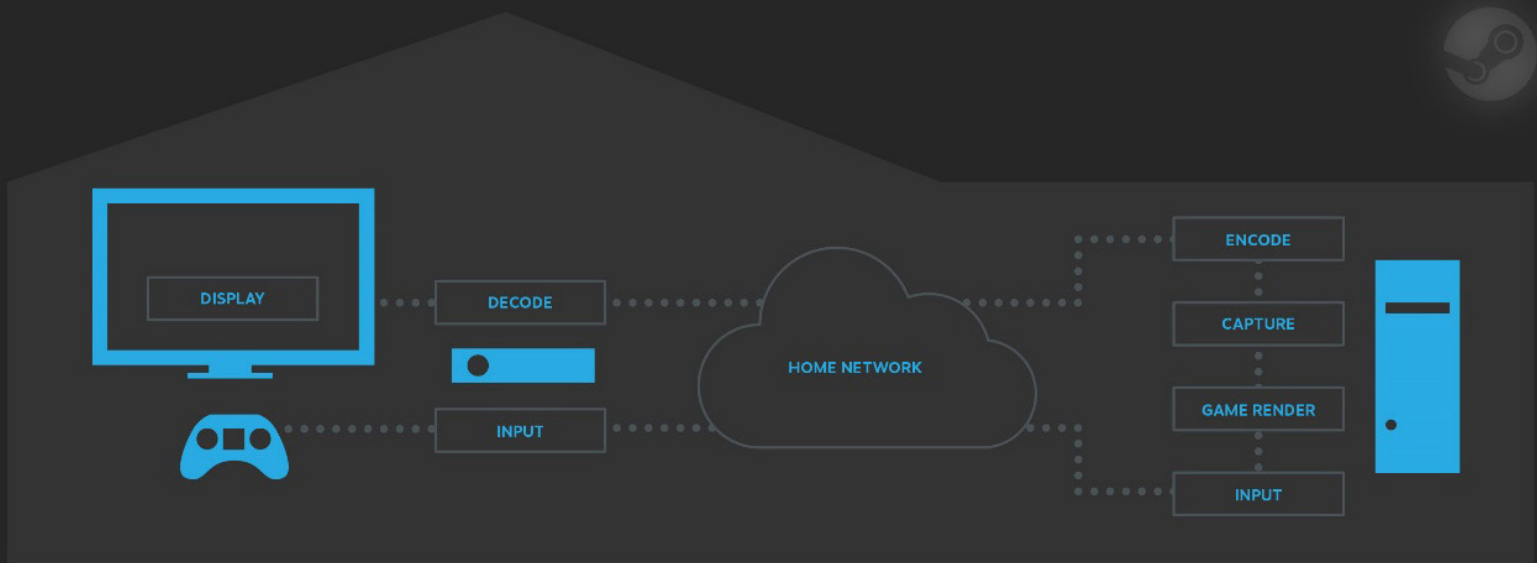 DISPLAY
DECODE
INPUT
HOME NETWORK
ENCODE
CAPTURE
GAME RENDER
INPUT